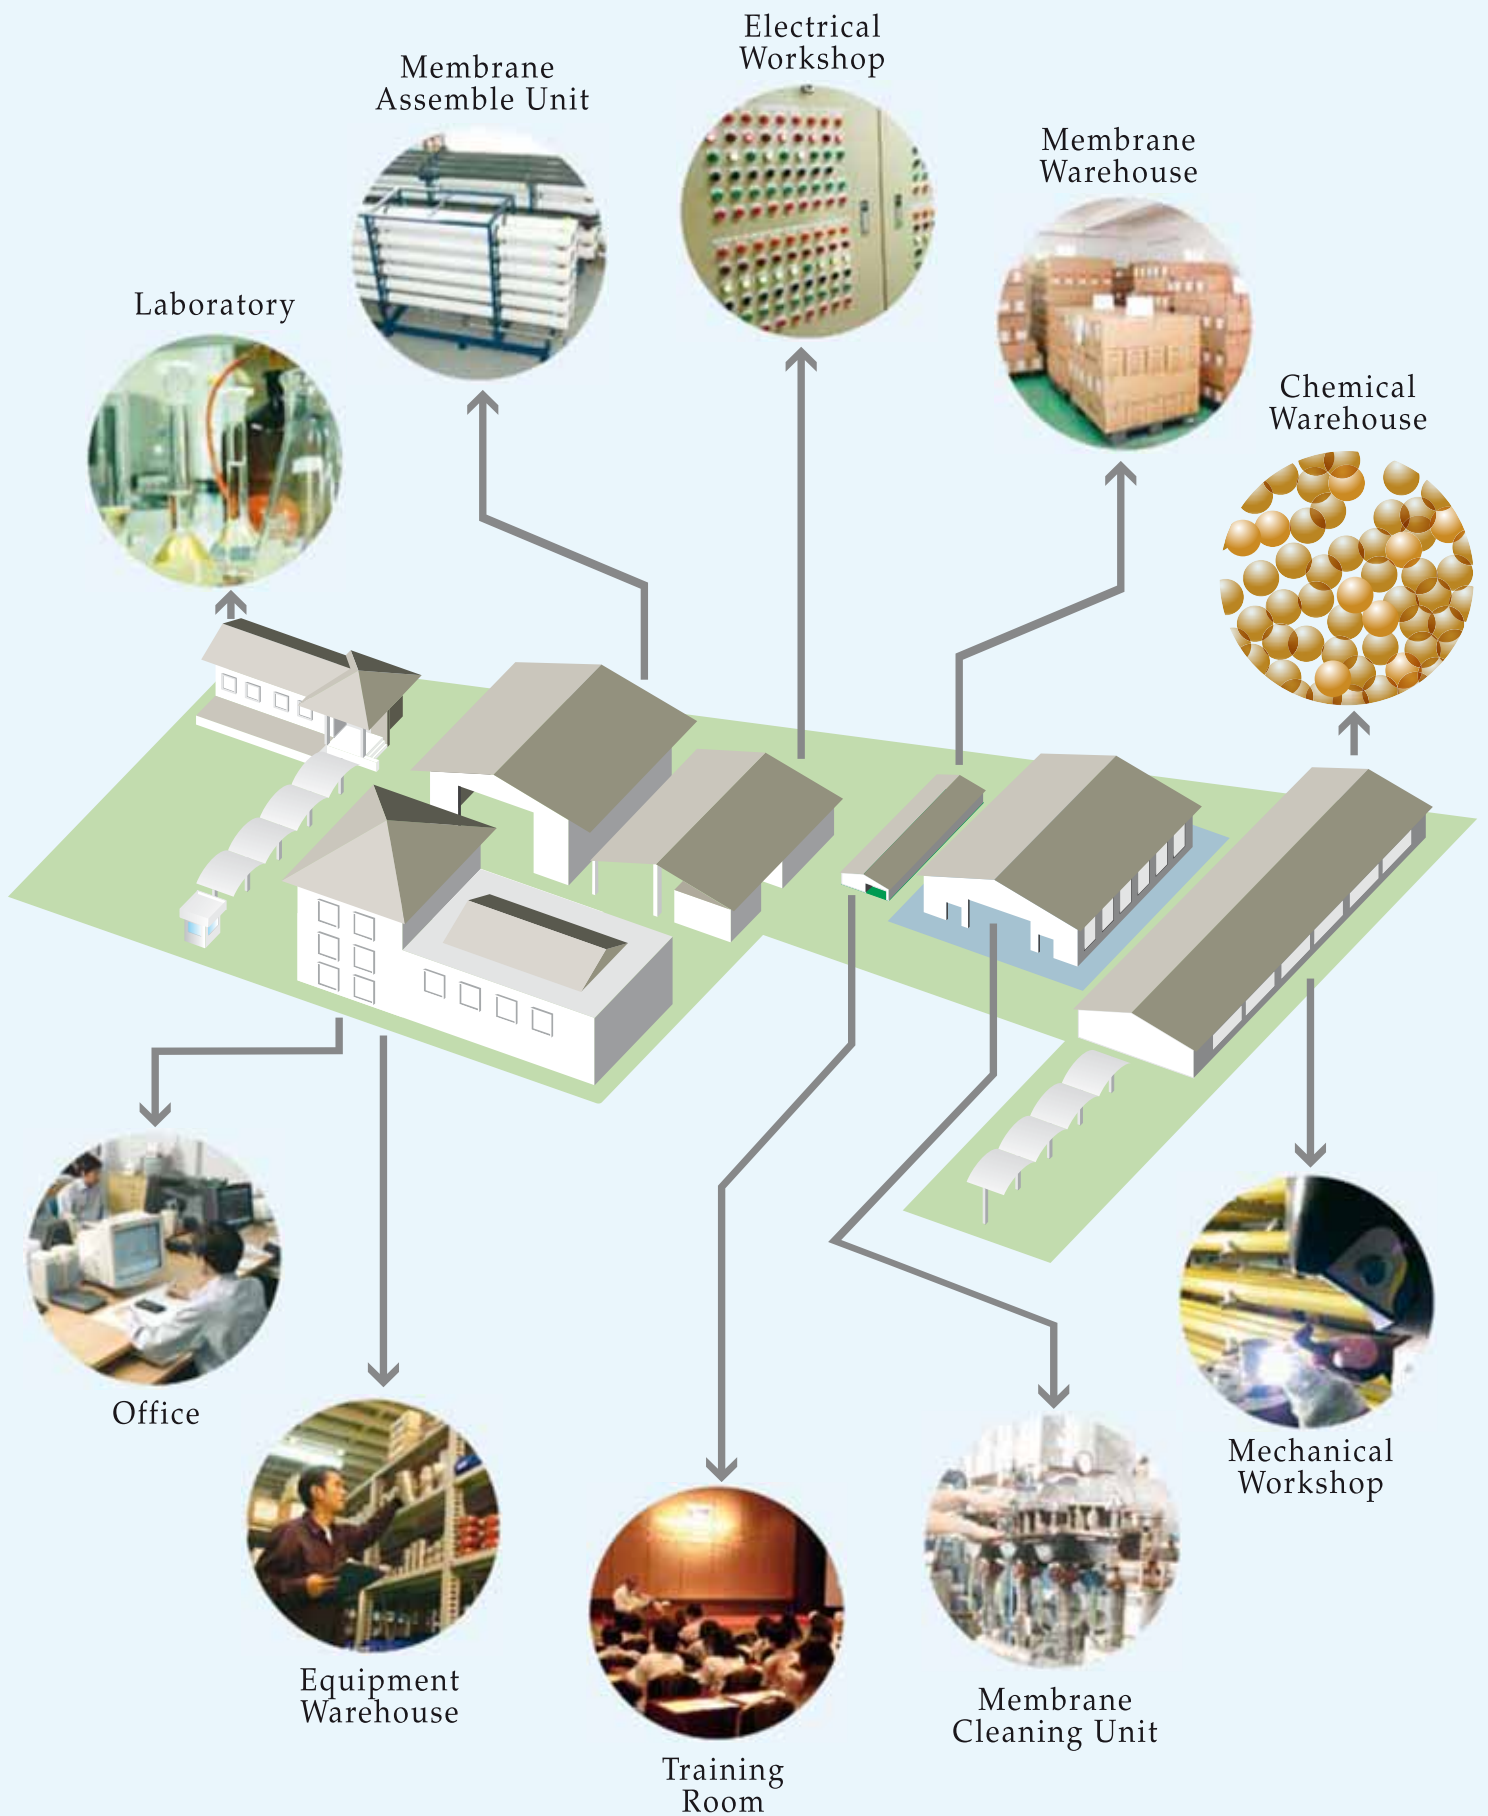 Electrical
Workshop
Membrane
Assemble Unit
Membrane
Warehouse
Laboratory
Chemical
Warehouse
Office
Mechanical
Workshop
Equipment
Warehouse
Membrane
Cleaning Unit
Training
Room